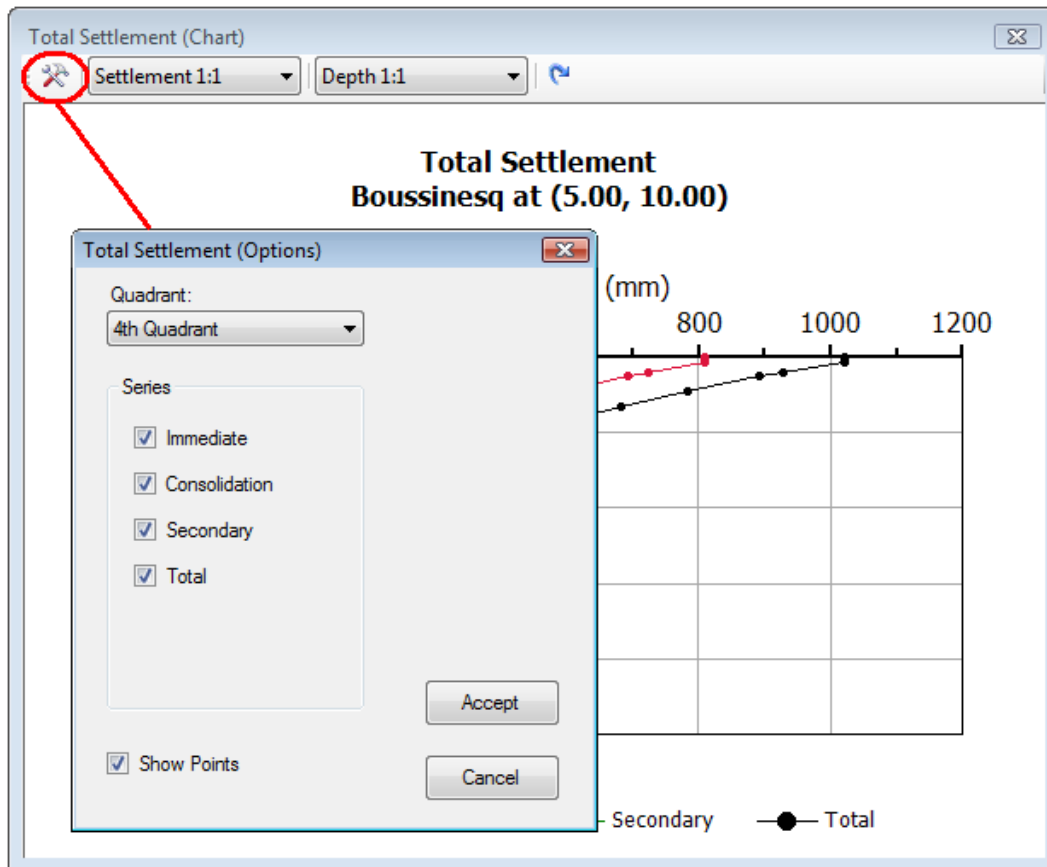 Total Settlement (Chart)
Settlement 1:1
Depth 1:1
Total Settlement
Boussinesq at (5.00, 10.00)
Total Settlement (Options)
Quadrant:
4th Quadrant
(mm)
800 1000 1200
Series
Immediate
Consolidation
Secondary
Total
Accept
Show Points
Cancel
Secondary Total